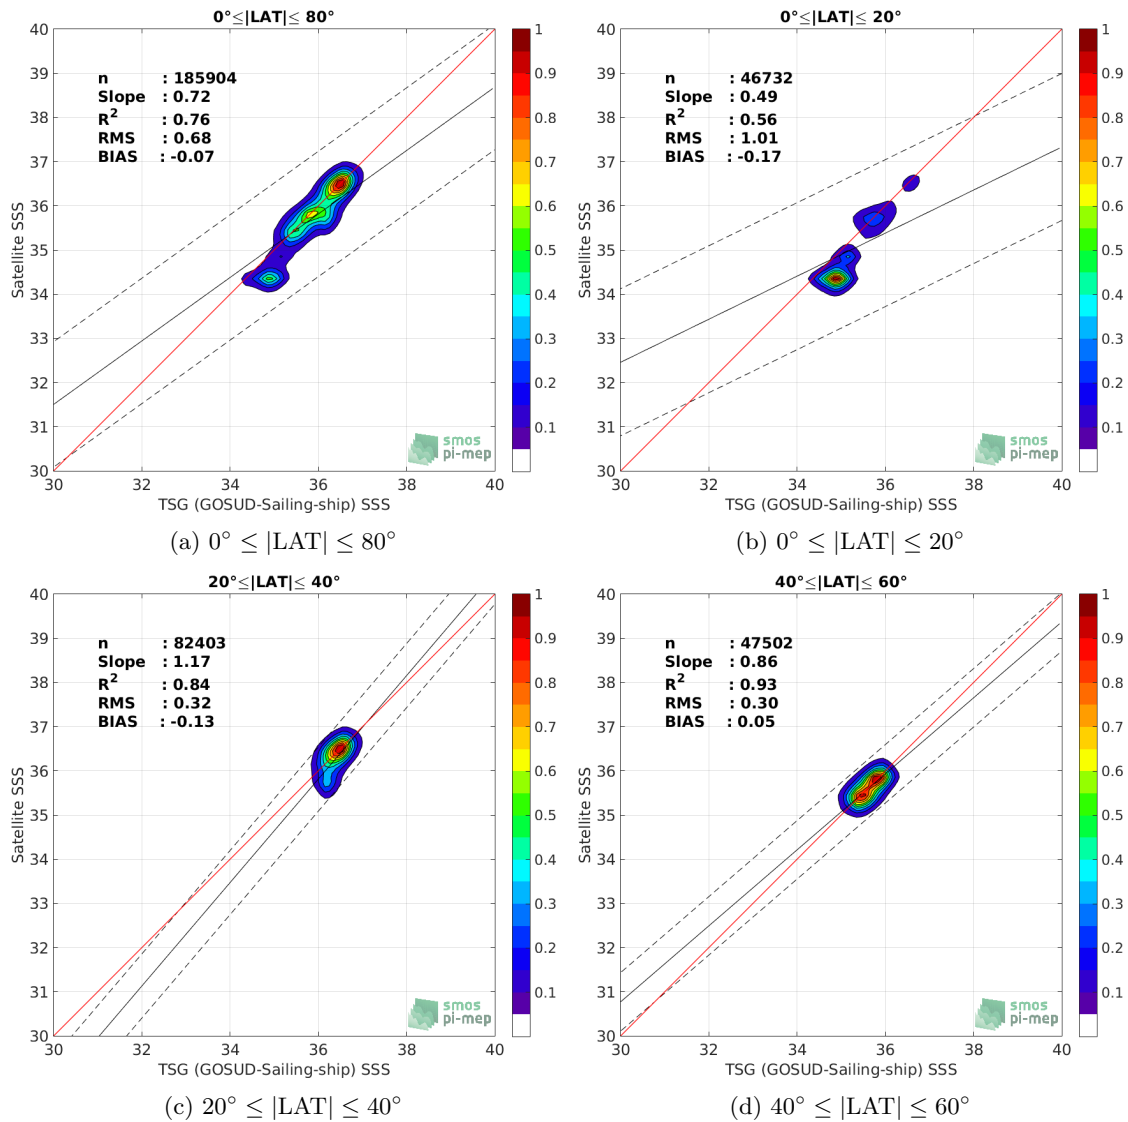 0°≤|LAT|≤ 80°
40
39
38
37
36
35
34
33
32
31
30
Satellite SSS
n : 185904
Slope : 0.72
R² : 0.76
RMS : 0.68
BIAS : -0.07
smos
pi-mep
30 32 34 36 38 40
TSG (GOSUD-Sailing-ship) SSS
1
0.9
0.8
0.7
0.6
0.5
0.4
0.3
0.2
0.1
(a) 0° ≤ |LAT| ≤ 80°
0°≤|LAT|≤ 20°
40
39
38
37
36
35
34
33
32
31
30
Satellite SSS
n : 46732
Slope : 0.49
R² : 0.56
RMS : 1.01
BIAS : -0.17
smos
pi-mep
30 32 34 36 38 40
TSG (GOSUD-Sailing-ship) SSS
1
0.9
0.8
0.7
0.6
0.5
0.4
0.3
0.2
0.1
(b) 0° ≤ |LAT| ≤ 20°
20°≤|LAT|≤ 40°
40
39
38
37
36
35
34
33
32
31
30
Satellite SSS
n : 82403
Slope : 1.17
R² : 0.84
RMS : 0.32
BIAS : -0.13
smos
pi-mep
30 32 34 36 38 40
TSG (GOSUD-Sailing-ship) SSS
1
0.9
0.8
0.7
0.6
0.5
0.4
0.3
0.2
0.1
(c) 20° ≤ |LAT| ≤ 40°
40°≤|LAT|≤ 60°
40
39
38
37
36
35
34
33
32
31
30
Satellite SSS
n : 47502
Slope : 0.86
R² : 0.93
RMS : 0.30
BIAS : 0.05
smos
pi-mep
30 32 34 36 38 40
TSG (GOSUD-Sailing-ship) SSS
1
0.9
0.8
0.7
0.6
0.5
0.4
0.3
0.2
0.1
(d) 40° ≤ |LAT| ≤ 60°